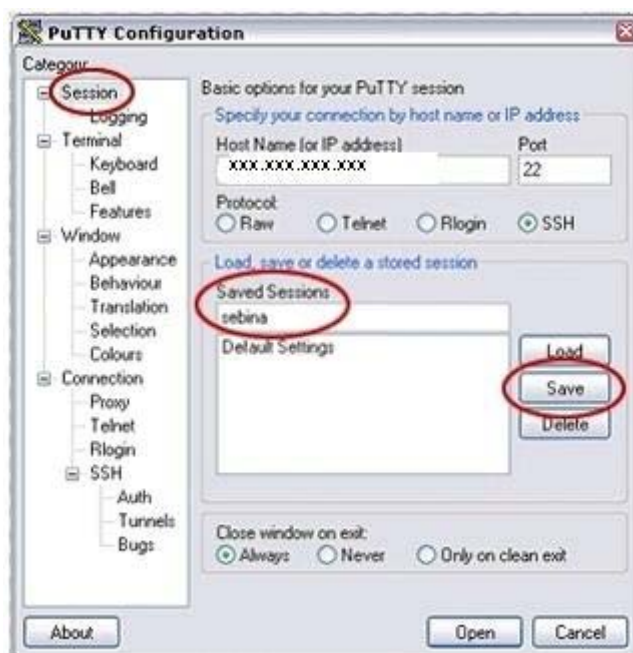 PuTTY Configuration
Category:
Session
Logging
Terminal
Keyboard
Bell
Features
Window
Appearance
Behaviour
Translation
Selection
Colours
Connection
Proxy
Telnet
Rlogin
SSH
Auth
Tunnels
Bugs
Basic options for your PuTTY session
Specify your connection by host name or IP address
Host Name (or IP address) Port
xxx.xxx.xxx.xxx 22
Protocol:
Raw Telnet Rlogin SSH
Load, save or delete a stored session
Saved Sessions
sebina
Default Settings
Load
Save
Delete
Close window on exit:
Always Never Only on clean exit
About Open Cancel